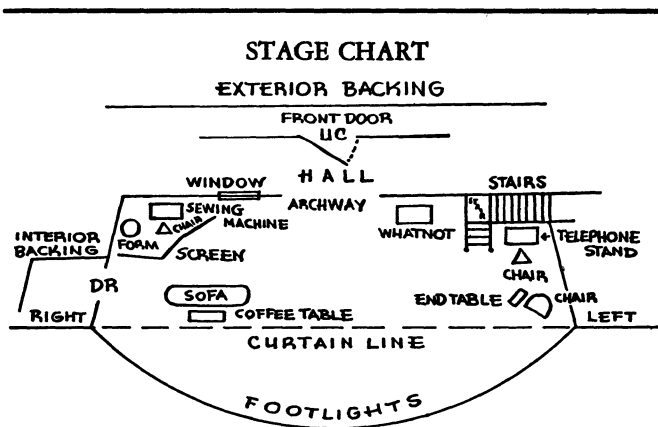 STAGE CHART
EXTERIOR BACKING
FRONT DOOR
UC
HALL
WINDOW
ARCHWAY
STAIRS
SEWING
MACHINE
CHAIR
FORM
SCREEN
WHATNOT
TELEPHONE
STAND
CHAIR
INTERIOR
BACKING
DR
SOFA
COFFEE TABLE
END TABLE
CHAIR
RIGHT
LEFT
CURTAIN LINE
FOOTLIGHTS